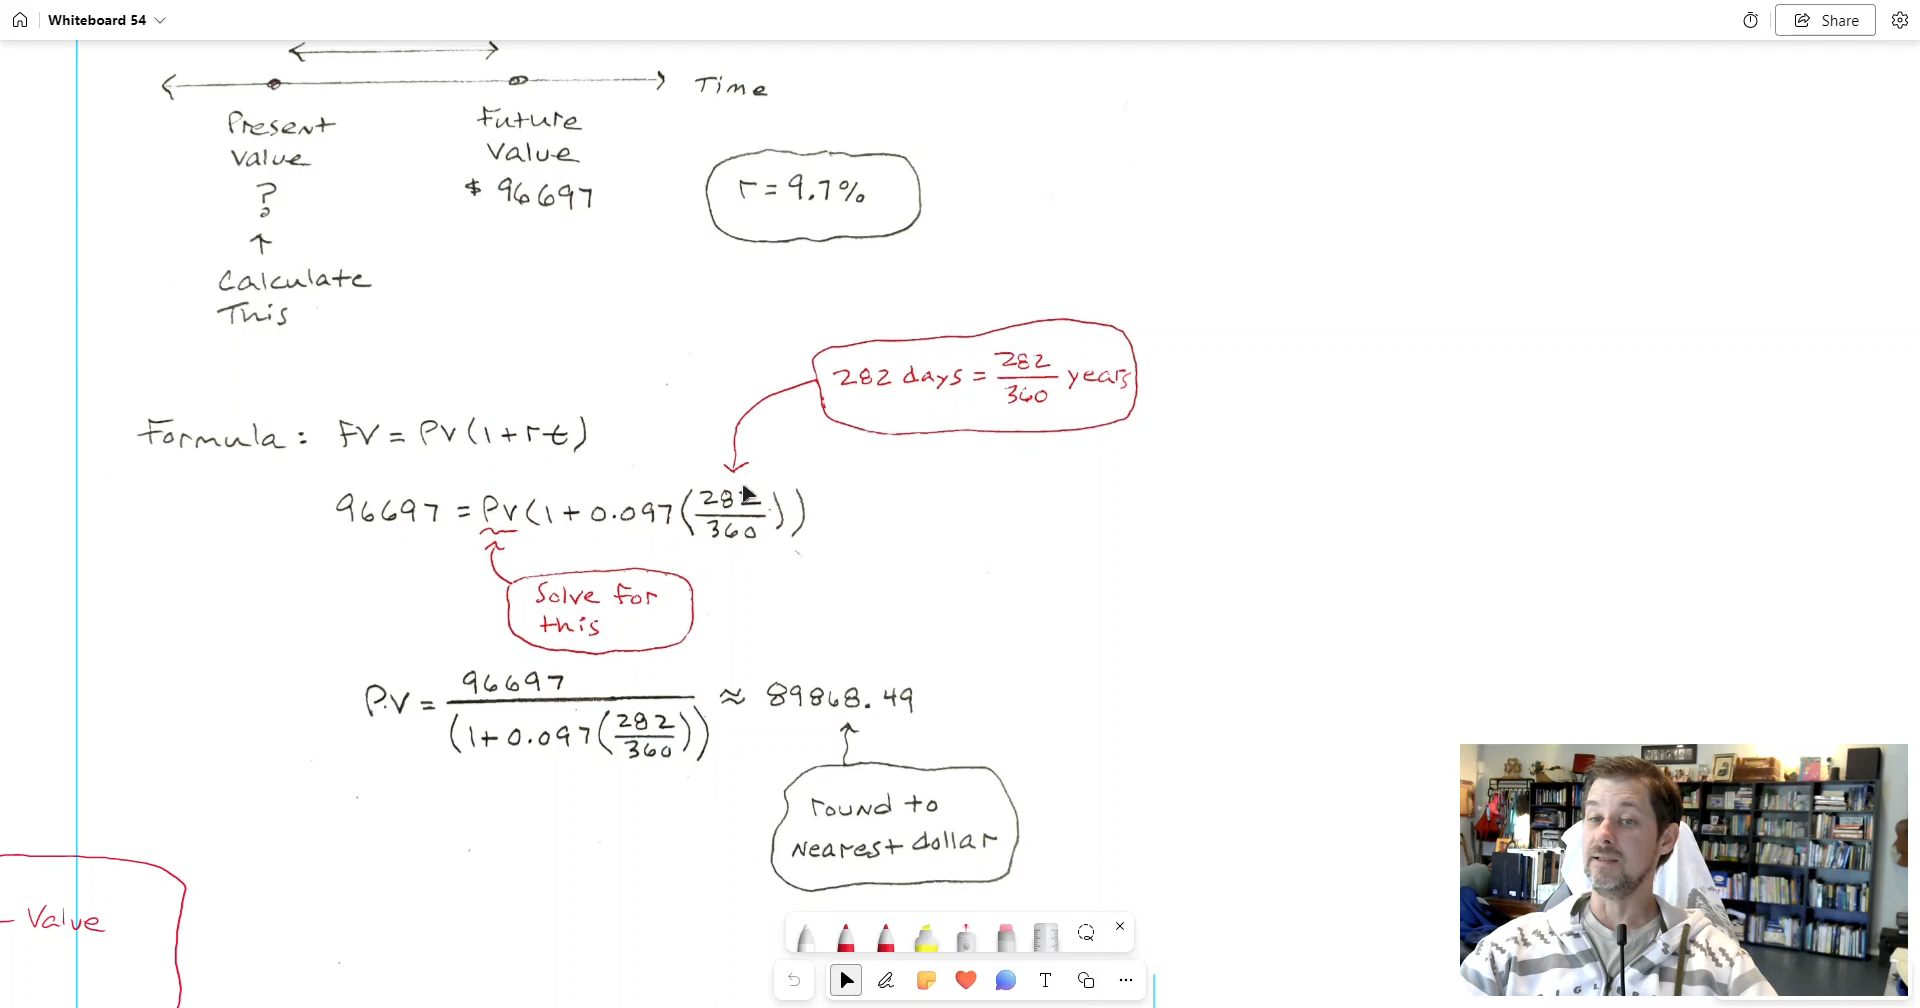 Whiteboard 54
Share
Time
Present
Value
?
↑
Calculate
This
Future
Value
$ 96697
r = 9.7%
282 days = 282/360 years
Formula: FV = PV(1+rt)
96697 = PV(1+0.097(282/360))
Solve for
this
PV = 96697/(1+0.097(282/360)) ≈ 89868.49
round to
nearest dollar
- Value
T